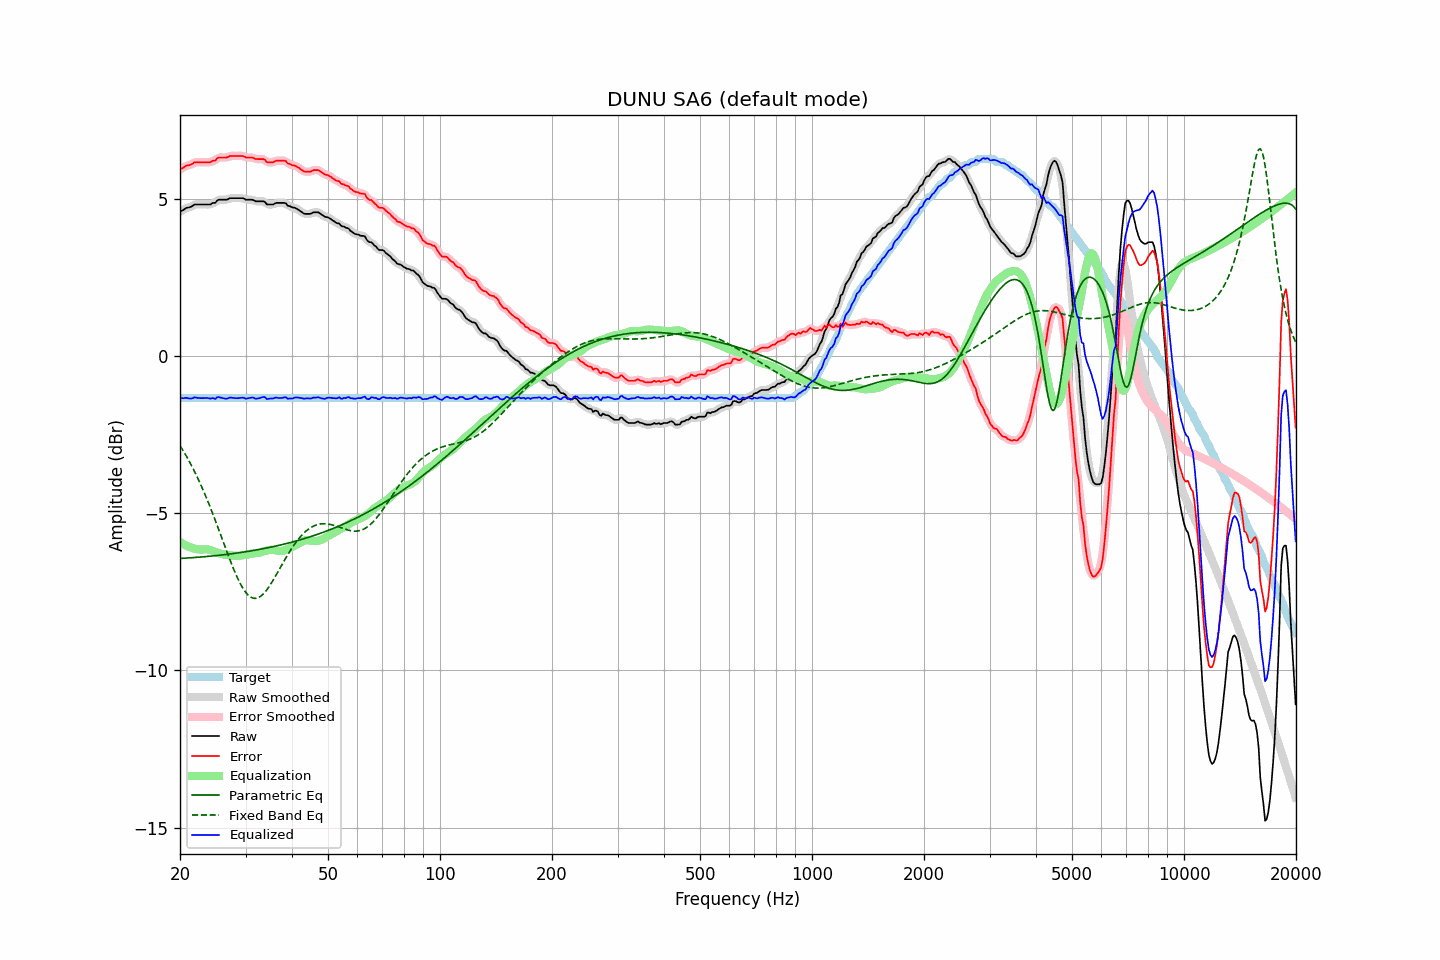 DUNU SA6 (default mode)
Amplitude (dBr)
5
0
−5
−10
−15
Target
Raw Smoothed
Error Smoothed
Raw
Error
Equalization
Parametric Eq
Fixed Band Eq
Equalized
20 50 100 200 500 1000 2000 5000 10000 20000
Frequency (Hz)